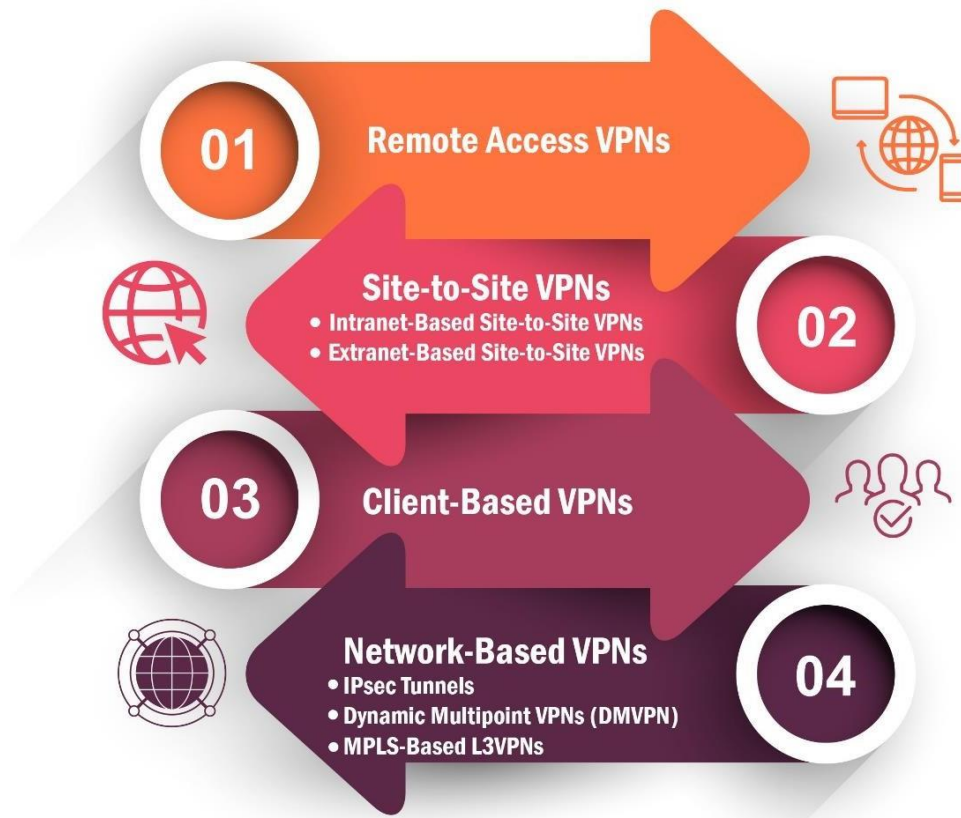 01
Remote Access VPNs
Site-to-Site VPNs
• Intranet-Based Site-to-Site VPNs
• Extranet-Based Site-to-Site VPNs
02
03
Client-Based VPNs
Network-Based VPNs
• IPsec Tunnels
• Dynamic Multipoint VPNs (DMVPN)
• MPLS-Based L3VPNs
04